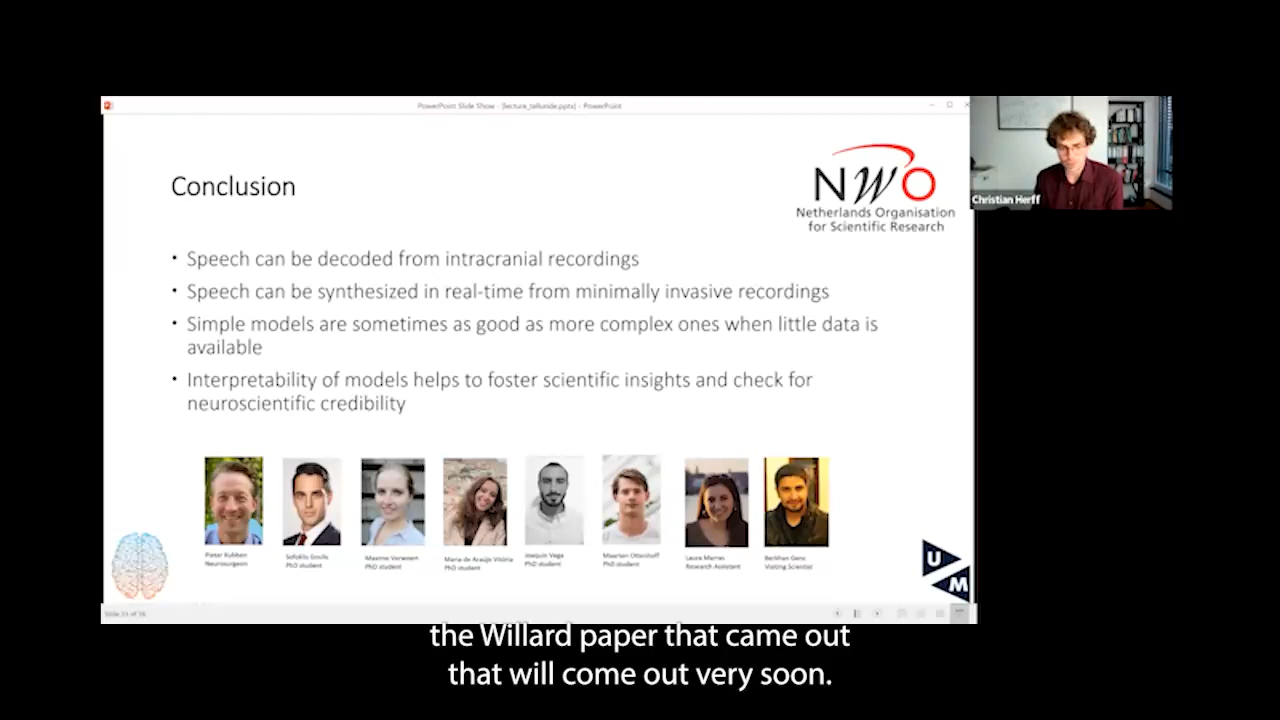 PowerPoint Slide Show - [lecture_telluride.pptx] - PowerPoint
Conclusion
NWO
Netherlands Organisation
for Scientific Research
Christian Herff
• Speech can be decoded from intracranial recordings
• Speech can be synthesized in real-time from minimally invasive recordings
• Simple models are sometimes as good as more complex ones when little data is
available
• Interpretability of models helps to foster scientific insights and check for
neuroscientific credibility
Pieter Kubben
Neurosurgeon
PhD student
Maxime Verwoert
PhD student
Maria de Araújo Vitória
PhD student
Joaquín Vega
PhD student
Maarten Ottenhoff
PhD student
Laura
Research Assistant
Berkhan Genc
Visiting Scientist
U
M
Slide
the Willard paper that came out
that will come out very soon.